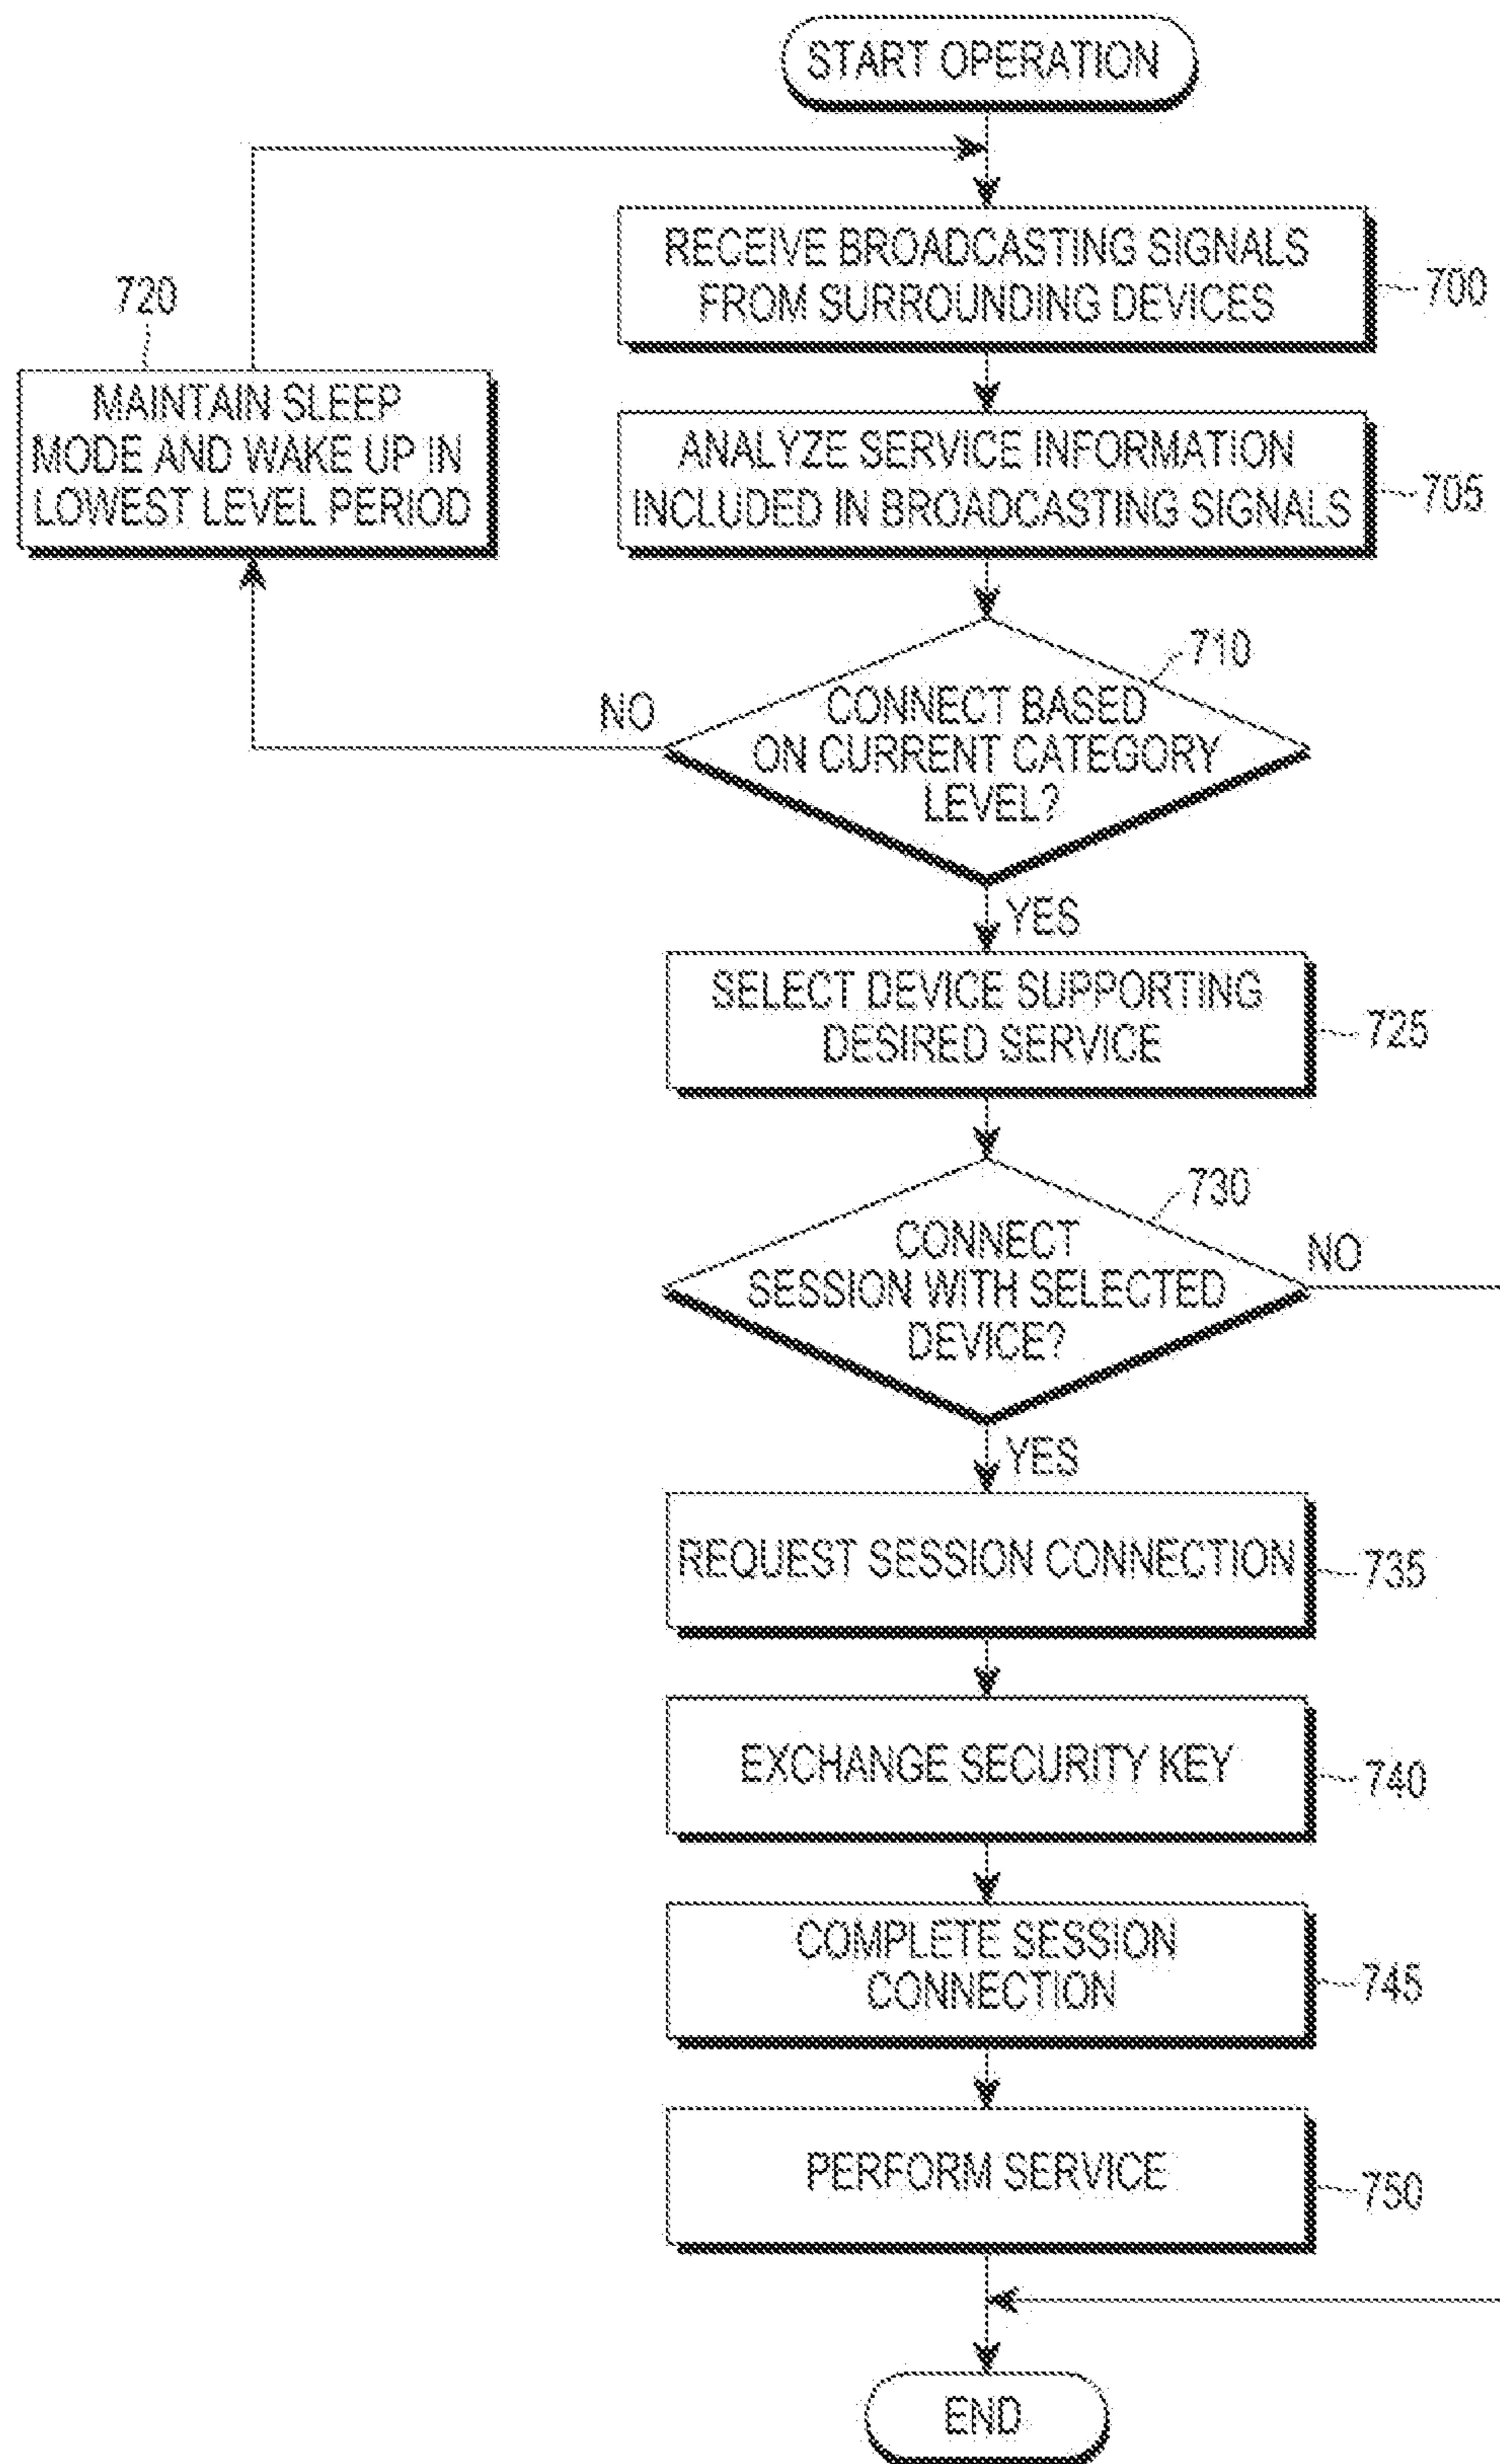 START OPERATION
RECEIVE BROADCASTING SIGNALS
FROM SURROUNDING DEVICES
700
720
MAINTAIN SLEEP
MODE AND WAKE UP IN
LOWEST LEVEL PERIOD
ANALYZE SERVICE INFORMATION
INCLUDED IN BROADCASTING SIGNALS
705
710
NO
CONNECT BASED
ON CURRENT CATEGORY
LEVEL?
YES
SELECT DEVICE SUPPORTING
DESIRED SERVICE
725
730
CONNECT
SESSION WITH SELECTED
DEVICE?
NO
YES
REQUEST SESSION CONNECTION
735
EXCHANGE SECURITY KEY
740
COMPLETE SESSION
CONNECTION
745
PERFORM SERVICE
750
END